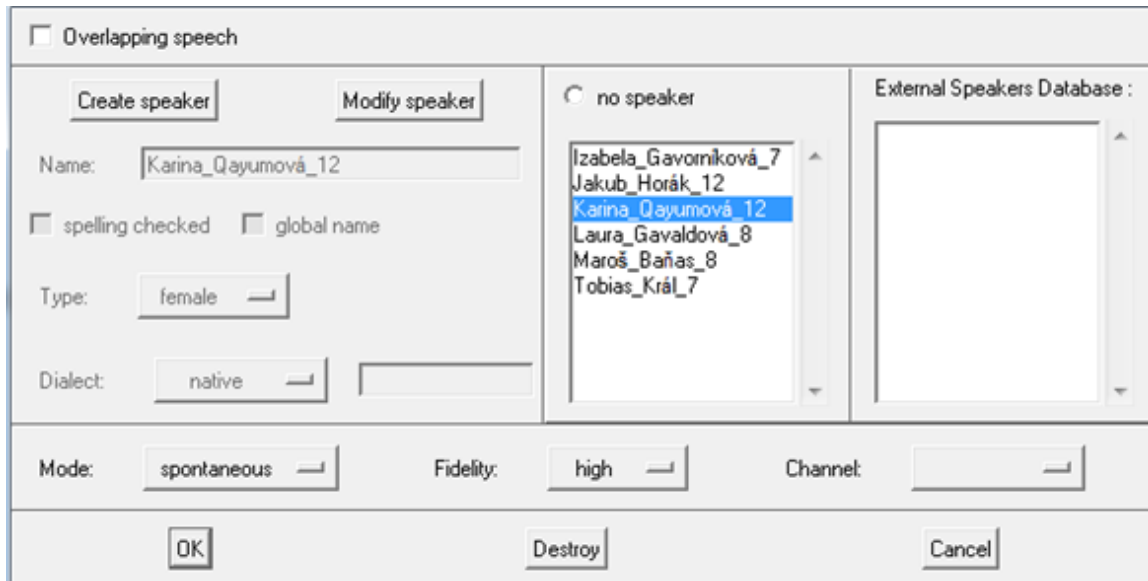 Overlapping speech
Create speaker
Modify speaker
Name:
Karina_Qayumová_12
spelling checked
global name
Type:
female
Dialect:
native
no speaker
Izabela_Gavorníková_7
Jakub_Horák_12
Karina_Qayumová_12
Laura_Gavaldová_8
Maroš_Baňas_8
Tobias_Král_7
External Speakers Database :
Mode:
spontaneous
Fidelity:
high
Channel:
OK
Destroy
Cancel